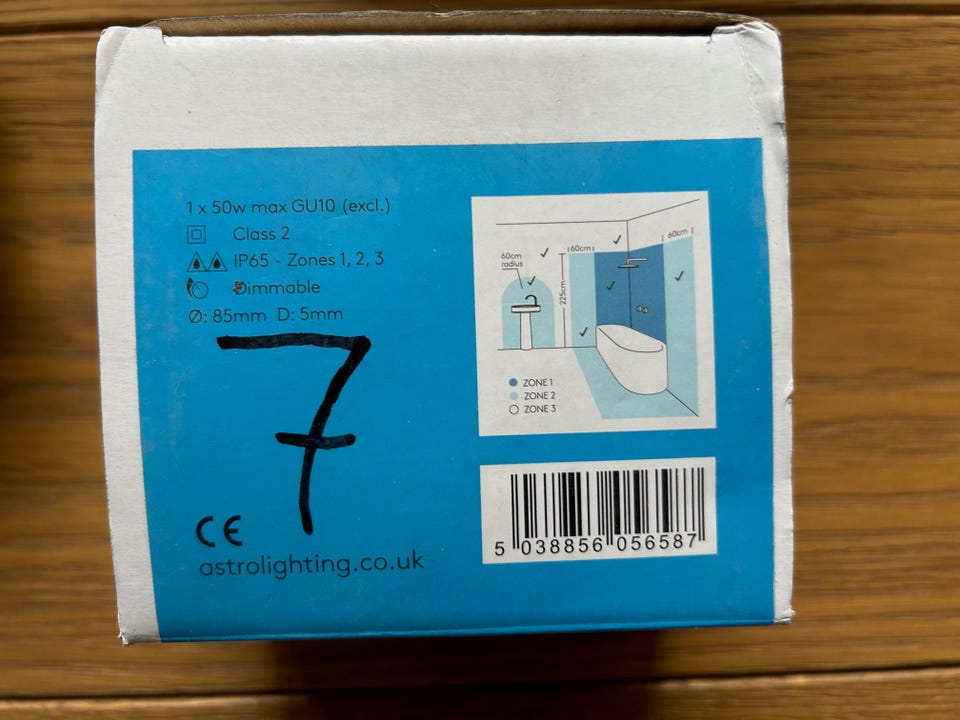 1 x 50w max GU10 (excl.)
Class 2
IP65 - Zones 1, 2, 3
Dimmable
Ø: 85mm D: 5mm
7
CE
astrolighting.co.uk
60cm
radius
60cm
60cm
225cm
ZONE 1
ZONE 2
ZONE 3
5 038856 056587